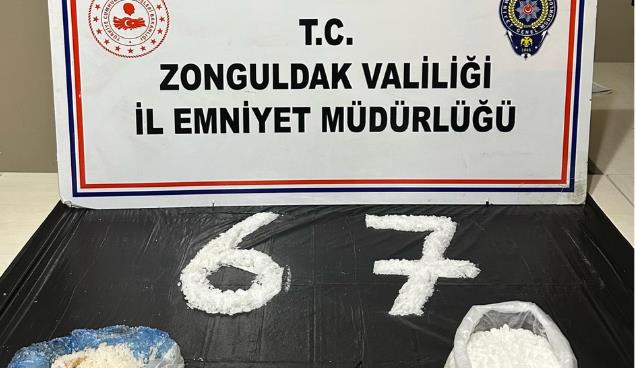 T.C.
ZONGULDAK VALİLİĞİ
İL EMNİYET MÜDÜRLÜĞÜ
67